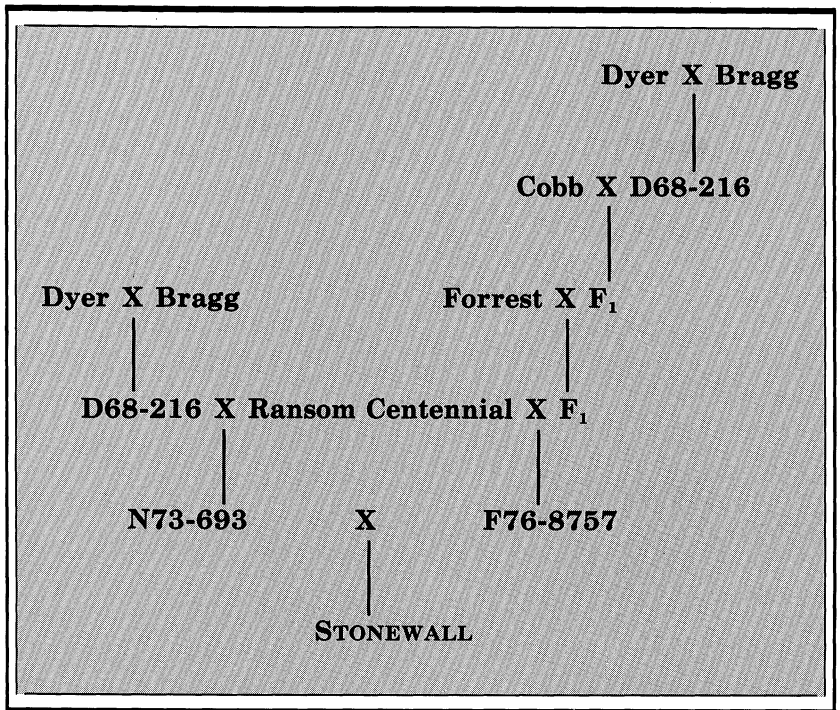 Dyer X Bragg
Cobb X D68-216
Dyer X Bragg Forrest X F₁
D68-216 X Ransom Centennial X F₁
N73-693 X F76-8757
STONEWALL